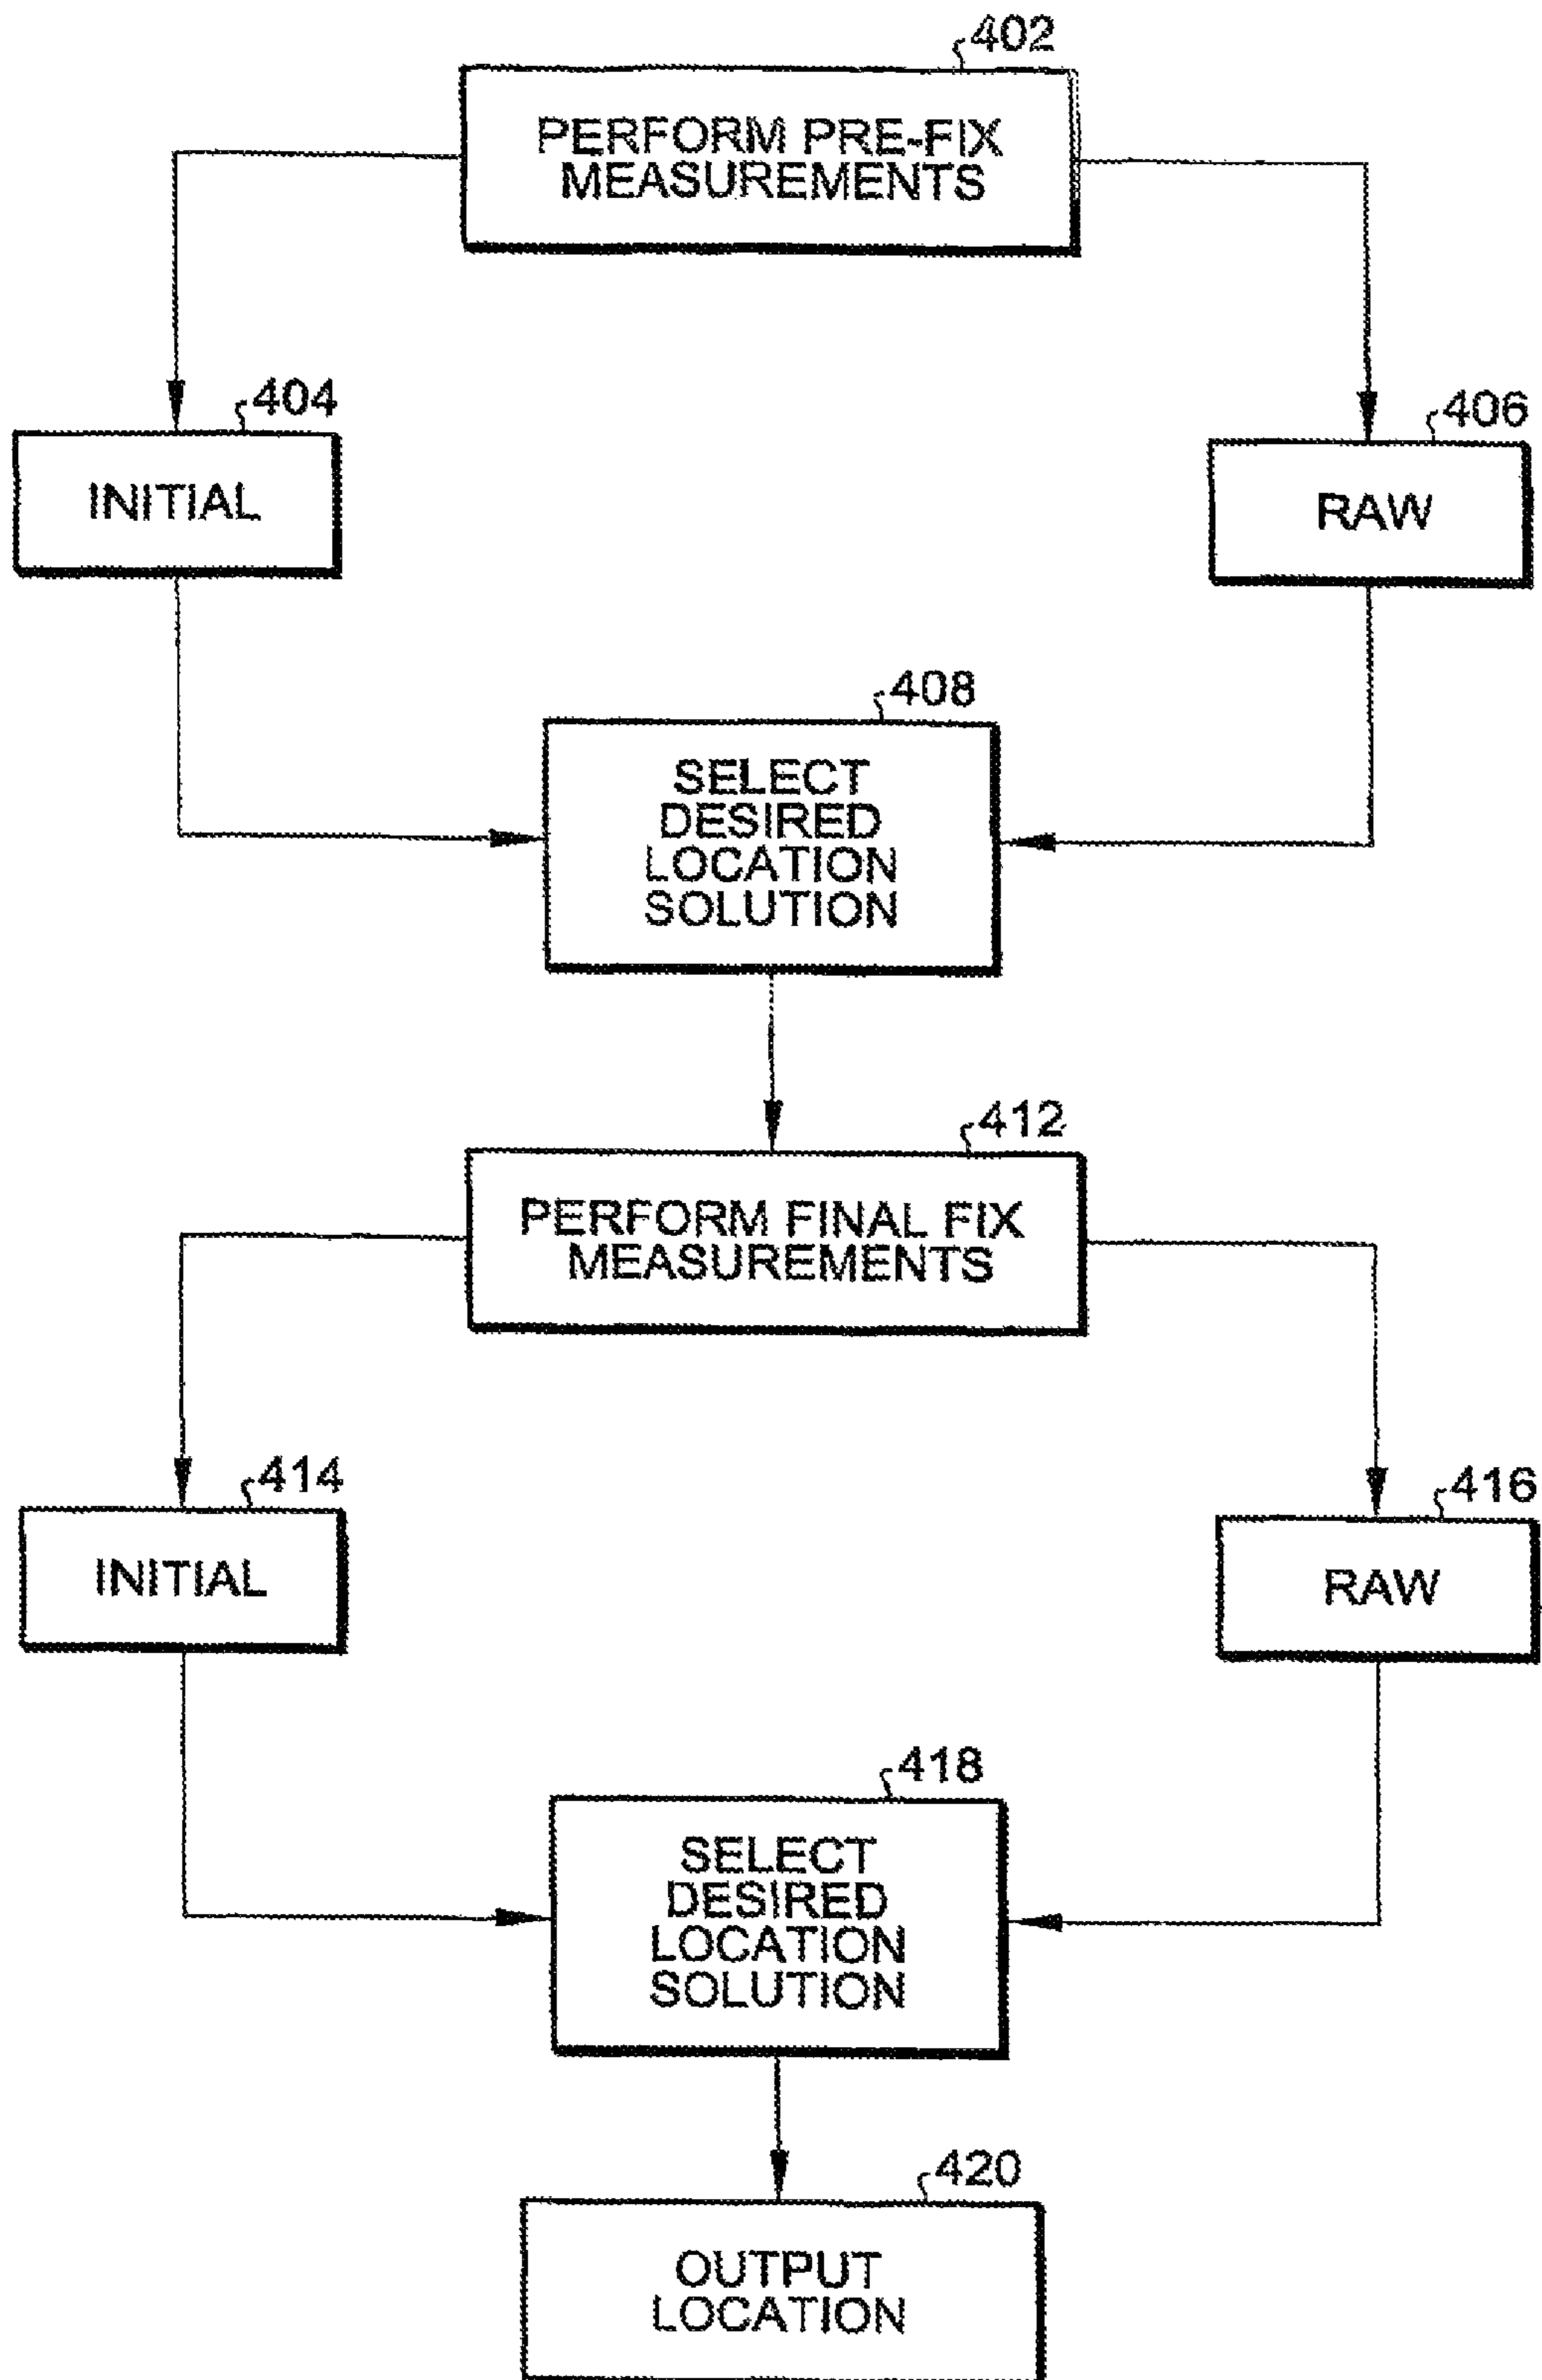 402
PERFORM PRE-FIX
MEASUREMENTS
404
INITIAL
406
RAW
408
SELECT
DESIRED
LOCATION
SOLUTION
412
PERFORM FINAL FIX
MEASUREMENTS
414
INITIAL
416
RAW
418
SELECT
DESIRED
LOCATION
SOLUTION
420
OUTPUT
LOCATION